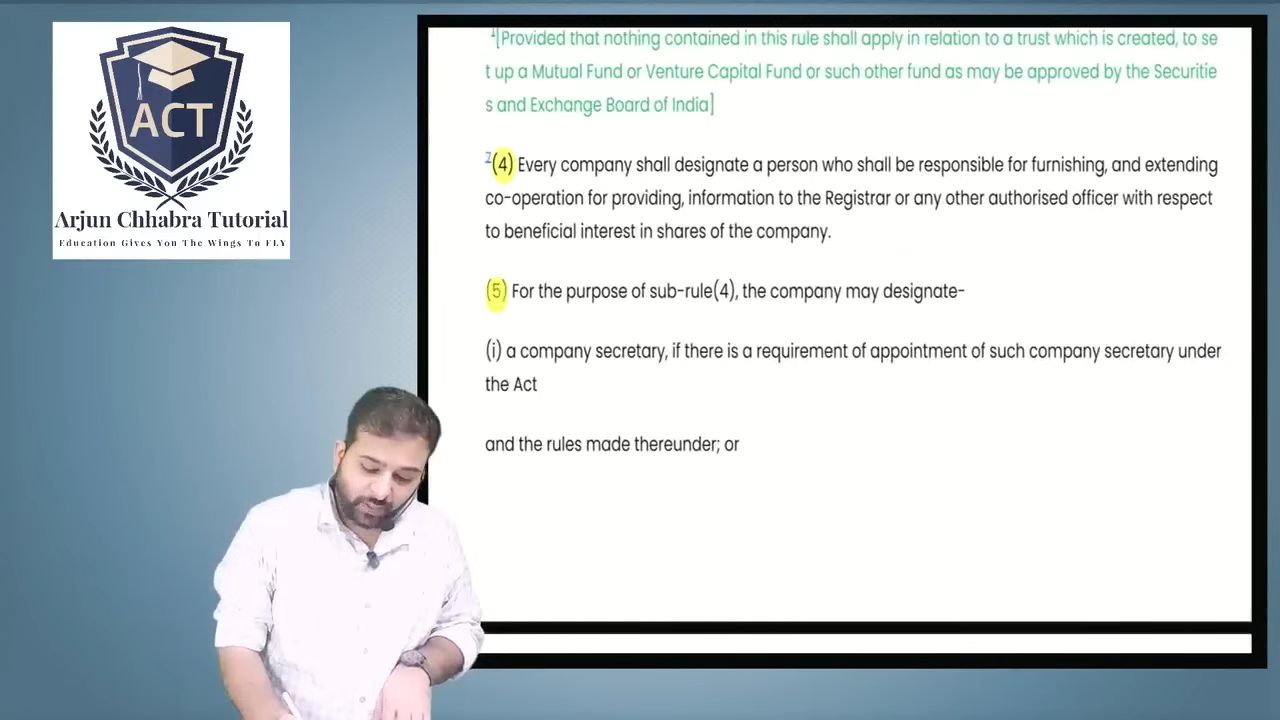 ACT
Arjun Chhabra Tutorial
Education Gives You The Wings To FLY
1[Provided that nothing contained in this rule shall apply in relation to a trust which is created, to se
t up a Mutual Fund or Venture Capital Fund or such other fund as may be approved by the Securitie
s and Exchange Board of India]
2(4) Every company shall designate a person who shall be responsible for furnishing, and extending
co-operation for providing, information to the Registrar or any other authorised officer with respect
to beneficial interest in shares of the company.
(5) For the purpose of sub-rule(4), the company may designate-
(i) a company secretary, if there is a requirement of appointment of such company secretary under
the Act
and the rules made thereunder; or